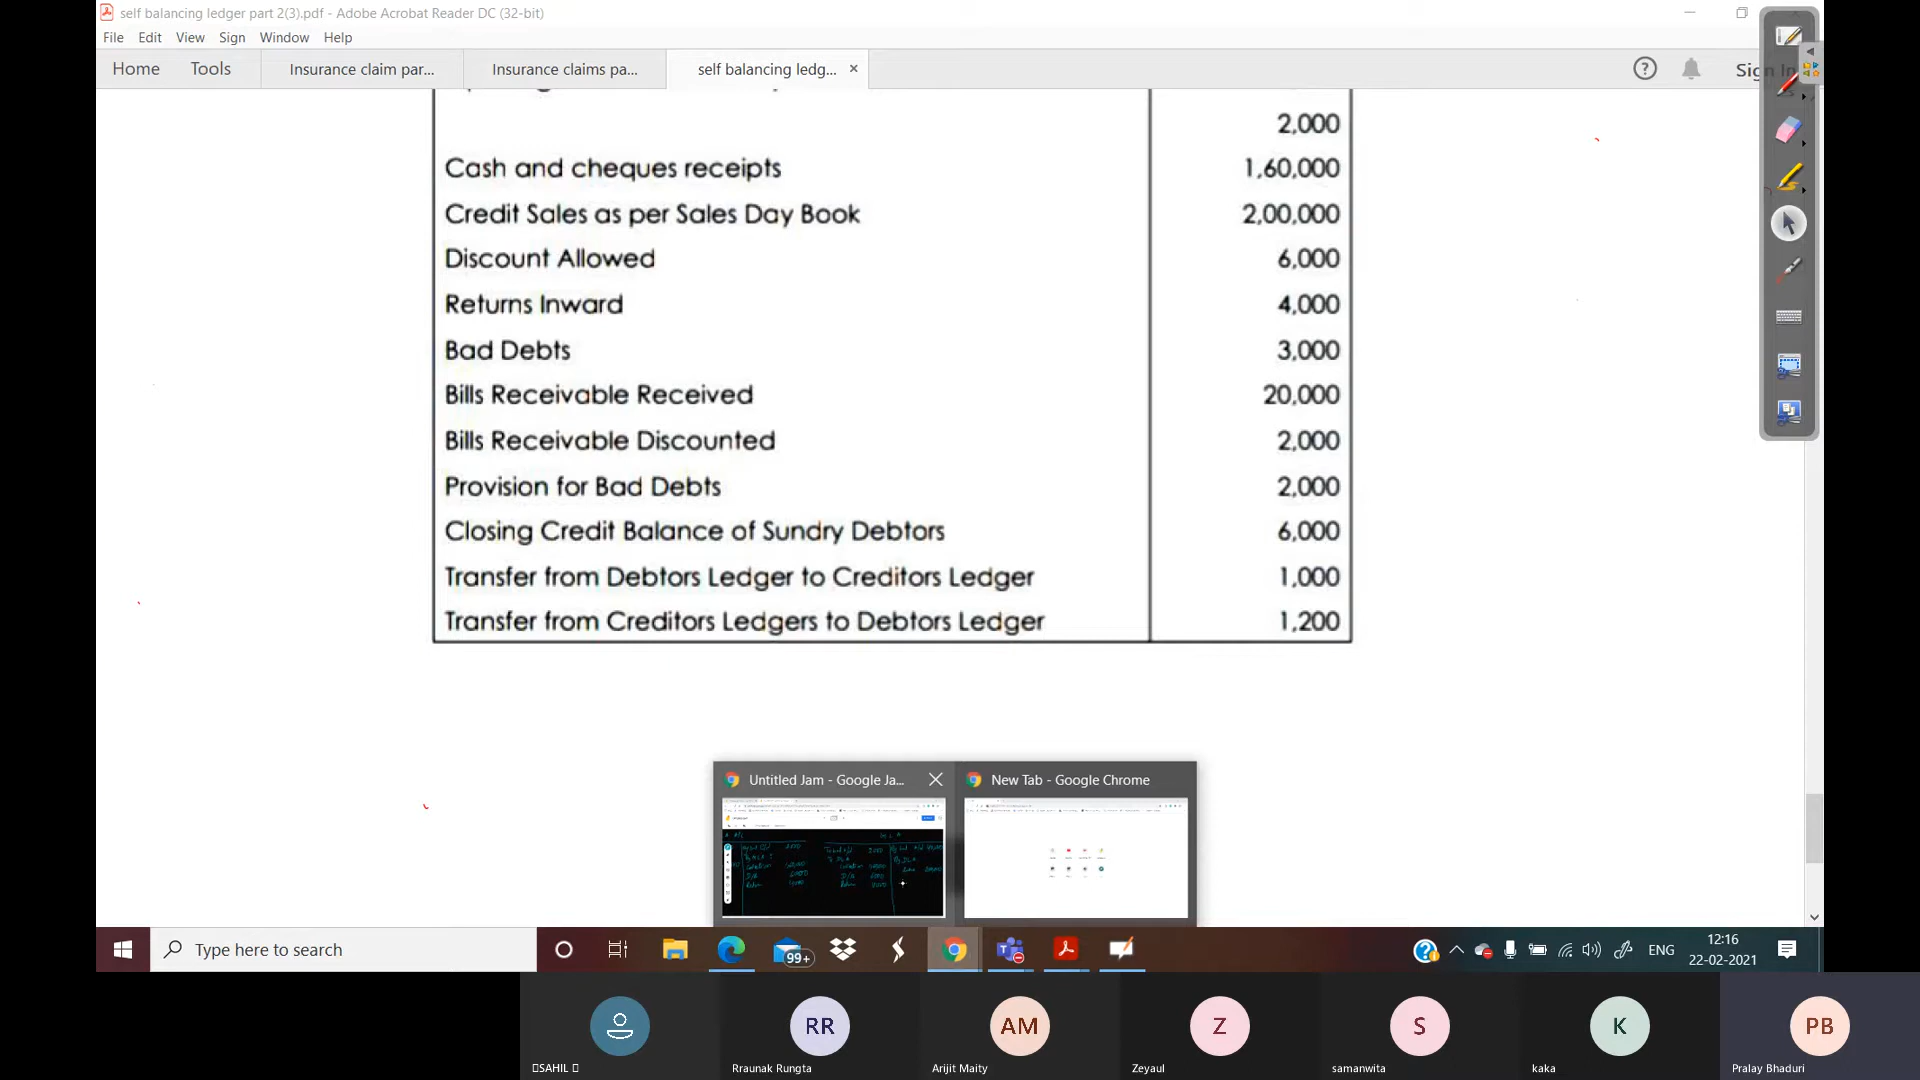 self balancing ledger part 2(3).pdf - Adobe Acrobat Reader DC (32-bit)
File Edit View Sign Window Help
Home Tools Insurance claim par... Insurance claims pa... self balancing ledg... × Sign In
2,000
Cash and cheques receipts 1,60,000
Credit Sales as per Sales Day Book 2,00,000
Discount Allowed 6,000
Returns Inward 4,000
Bad Debts 3,000
Bills Receivable Received 20,000
Bills Receivable Discounted 2,000
Provision for Bad Debts 2,000
Closing Credit Balance of Sundry Debtors 6,000
Transfer from Debtors Ledger to Creditors Ledger 1,000
Transfer from Creditors Ledgers to Debtors Ledger 1,200
Untitled Jam - Google Ja... New Tab - Google Chrome
Type here to search 99+ ENG 12:16
22-02-2021
RR AM Z S K PB
SAHIL Rraunak Rungta Arijit Maity Zeyaul samanwita kaka Pralay Bhaduri